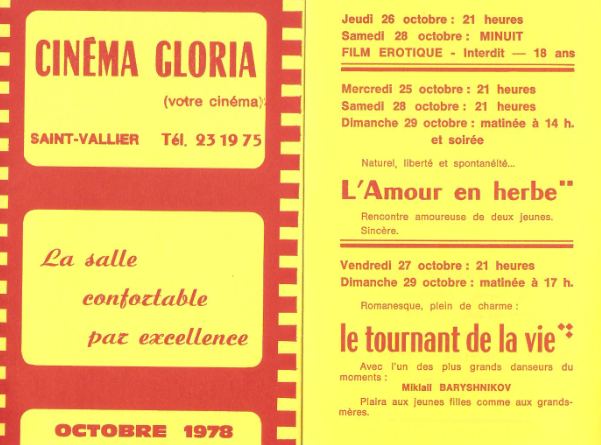 CINÉMA GLORIA
(votre cinéma)
SAINT-VALLIER Tél. 23 19 75
La salle
confortable
par excellence
OCTOBRE 1978
Jeudi 26 octobre : 21 heures
Samedi 28 octobre : MINUIT
FILM EROTIQUE - Interdit — 18 ans
Mercredi 25 octobre : 21 heures
Samedi 28 octobre : 21 heures
Dimanche 29 octobre : matinée à 14 h.
et soirée
Naturel, liberté et spontanéité...
L'Amour en herbe **
Rencontre amoureuse de deux jeunes.
Sincère.
Vendredi 27 octobre : 21 heures
Dimanche 29 octobre : matinée à 17 h.
Romanesque, plein de charme :
le tournant de la vie **
Avec l'un des plus grands danseurs du
moments :
Miklail BARYSHNIKOV
Plaira aux jeunes filles comme aux grands-
mères.